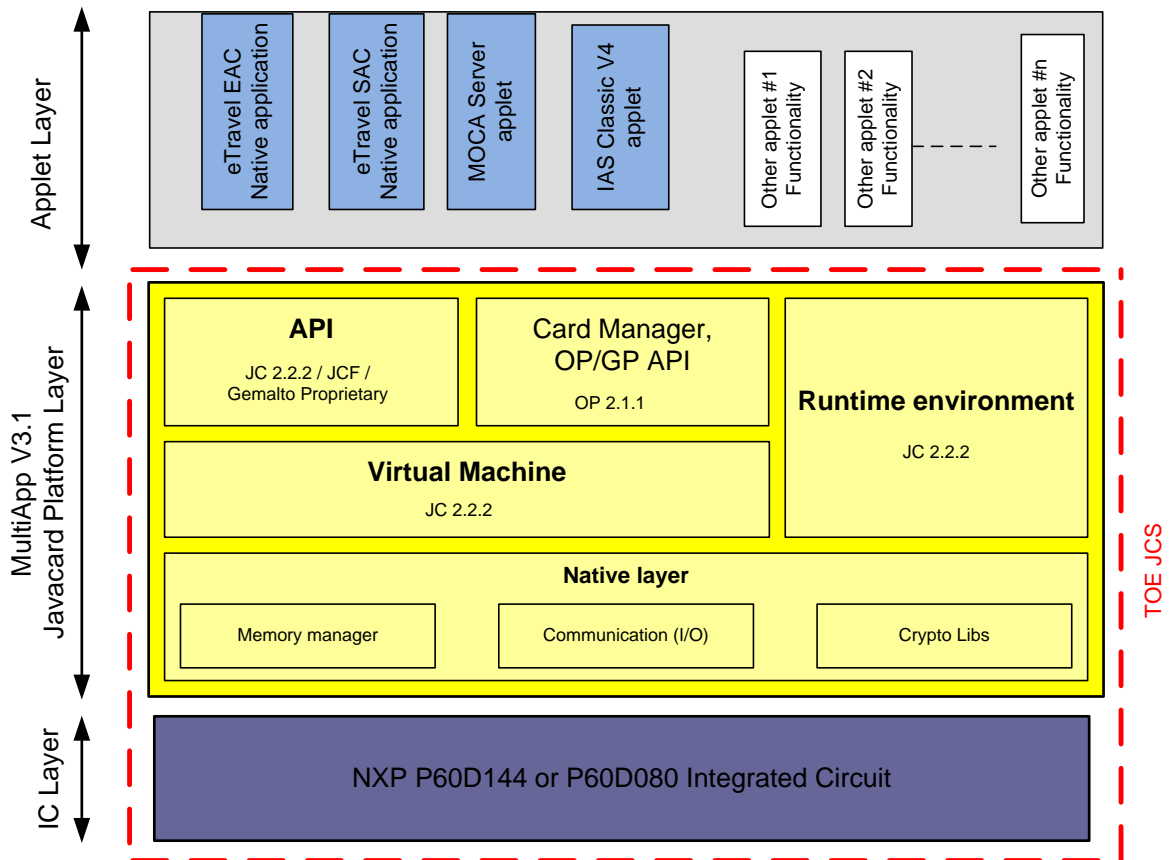 Applet Layer
eTravel EAC
Native application
eTravel SAC
Native application
MOCA Server
applet
IAS Classic V4
applet
Other applet #1
Functionality
Other applet #2
Functionality
Other applet #n
Functionality
MultiApp V3.1
Javacard Platform Layer
API
JC 2.2.2 / JCF /
Gemalto Proprietary
Card Manager,
OP/GP API
OP 2.1.1
Runtime environment
JC 2.2.2
Virtual Machine
JC 2.2.2
Native layer
Memory manager
Communication (I/O)
Crypto Libs
TOE JCS
IC Layer
NXP P60D144 or P60D080 Integrated Circuit